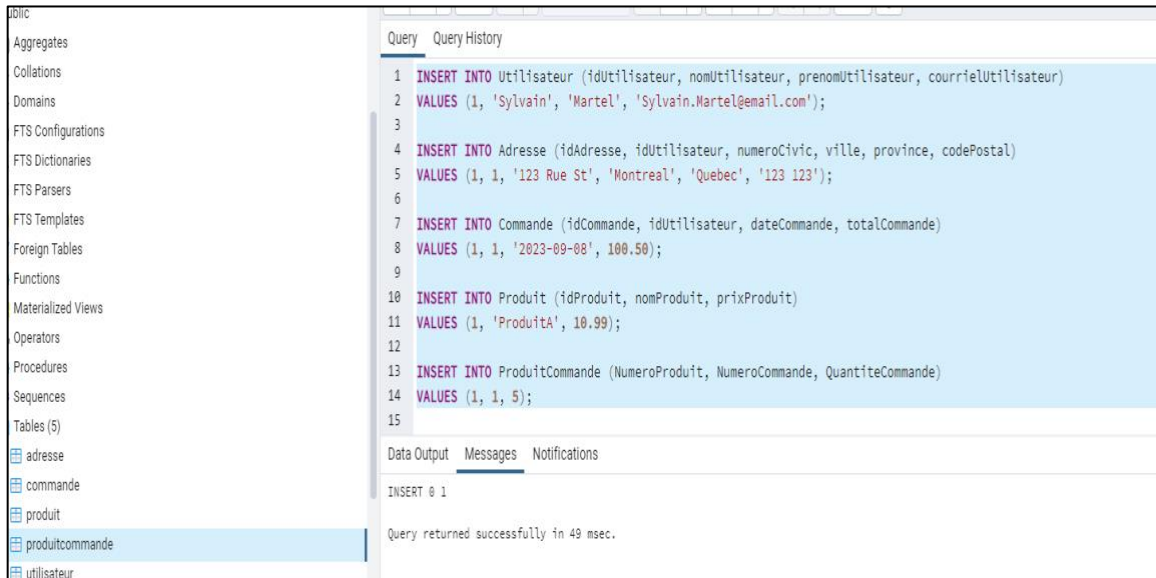 ublic
Aggregates
Collations
Domains
FTS Configurations
FTS Dictionaries
FTS Parsers
FTS Templates
Foreign Tables
Functions
Materialized Views
Operators
Procedures
Sequences
Tables (5)
adresse
commande
produit
produitcommande
utilisateur
Query Query History
1 INSERT INTO Utilisateur (idUtilisateur, nomUtilisateur, prenomUtilisateur, courrielUtilisateur)
2 VALUES (1, 'Sylvain', 'Martel', 'Sylvain.Martel@email.com');
3
4 INSERT INTO Adresse (idAdresse, idUtilisateur, numeroCivic, ville, province, codePostal)
5 VALUES (1, 1, '123 Rue St', 'Montreal', 'Quebec', '123 123');
6
7 INSERT INTO Commande (idCommande, idUtilisateur, dateCommande, totalCommande)
8 VALUES (1, 1, '2023-09-08', 100.50);
9
10 INSERT INTO Produit (idProduit, nomProduit, prixProduit)
11 VALUES (1, 'ProduitA', 10.99);
12
13 INSERT INTO ProduitCommande (NumeroProduit, NumeroCommande, QuantiteCommande)
14 VALUES (1, 1, 5);
15
Data Output Messages Notifications
INSERT 0 1
Query returned successfully in 49 msec.